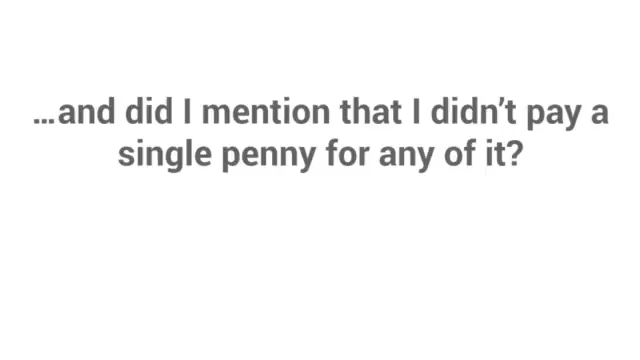 …and did I mention that I didn’t pay a
single penny for any of it?